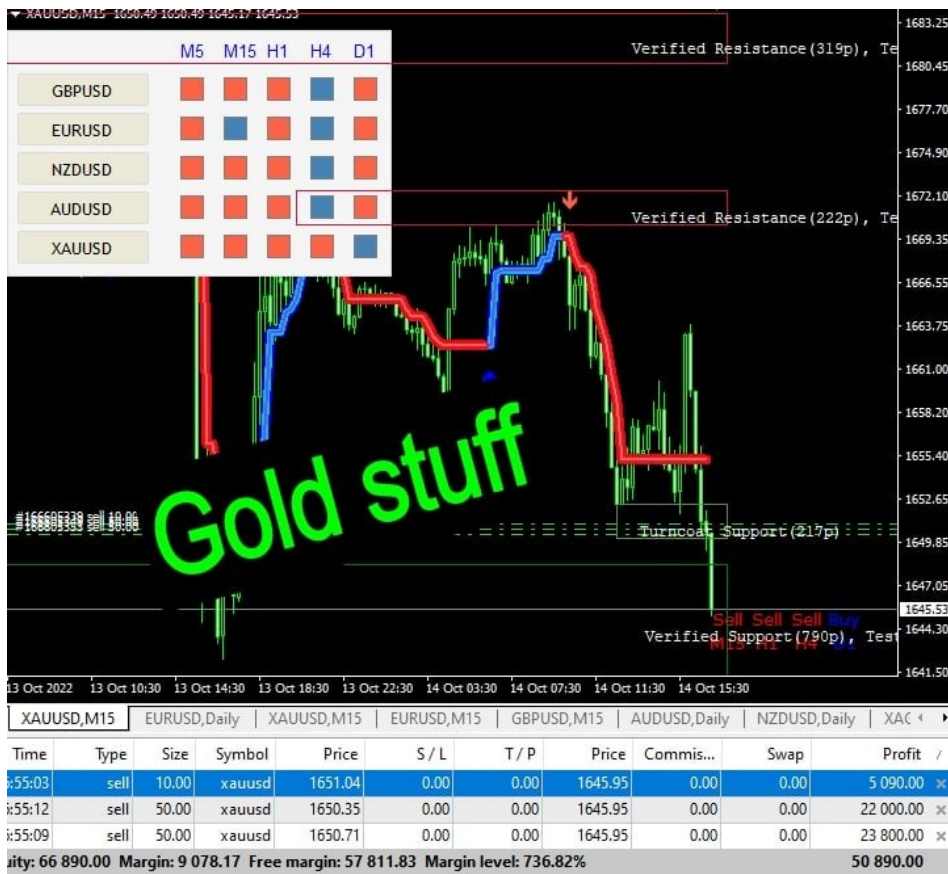 XAUUSD,M15 1650.49 1650.49 1645.17 1645.53
M5 M15 H1 H4 D1
GBPUSD
EURUSD
NZDUSD
AUDUSD
XAUUSD
Verified Resistance(319p), Te
Verified Resistance(222p), Te
Gold stuff
Turncoat Support(217p)
Sell Sell Sell Buy
Verified Support(790p), Test
M15 H1 H4 D1
1683.25
1680.45
1677.70
1674.90
1672.10
1669.35
1666.55
1663.75
1661.00
1658.20
1655.40
1652.65
1649.85
1647.05
1645.53
1644.30
1641.50
13 Oct 2022 13 Oct 10:30 13 Oct 14:30 13 Oct 18:30 13 Oct 22:30 14 Oct 03:30 14 Oct 07:30 14 Oct 11:30 14 Oct 15:30
XAUUSD,M15 EURUSD,Daily XAUUSD,M15 EURUSD,M15 GBPUSD,M15 AUDUSD,Daily NZDUSD,Daily XAU
Time Type Size Symbol Price S / L T / P Price Commis... Swap Profit /
:55:03 sell 10.00 xauusd 1651.04 0.00 0.00 1645.95 0.00 0.00 5 090.00
:55:12 sell 50.00 xauusd 1650.35 0.00 0.00 1645.95 0.00 0.00 22 000.00
:55:09 sell 50.00 xauusd 1650.71 0.00 0.00 1645.95 0.00 0.00 23 800.00
uity: 66 890.00 Margin: 9 078.17 Free margin: 57 811.83 Margin level: 736.82% 50 890.00